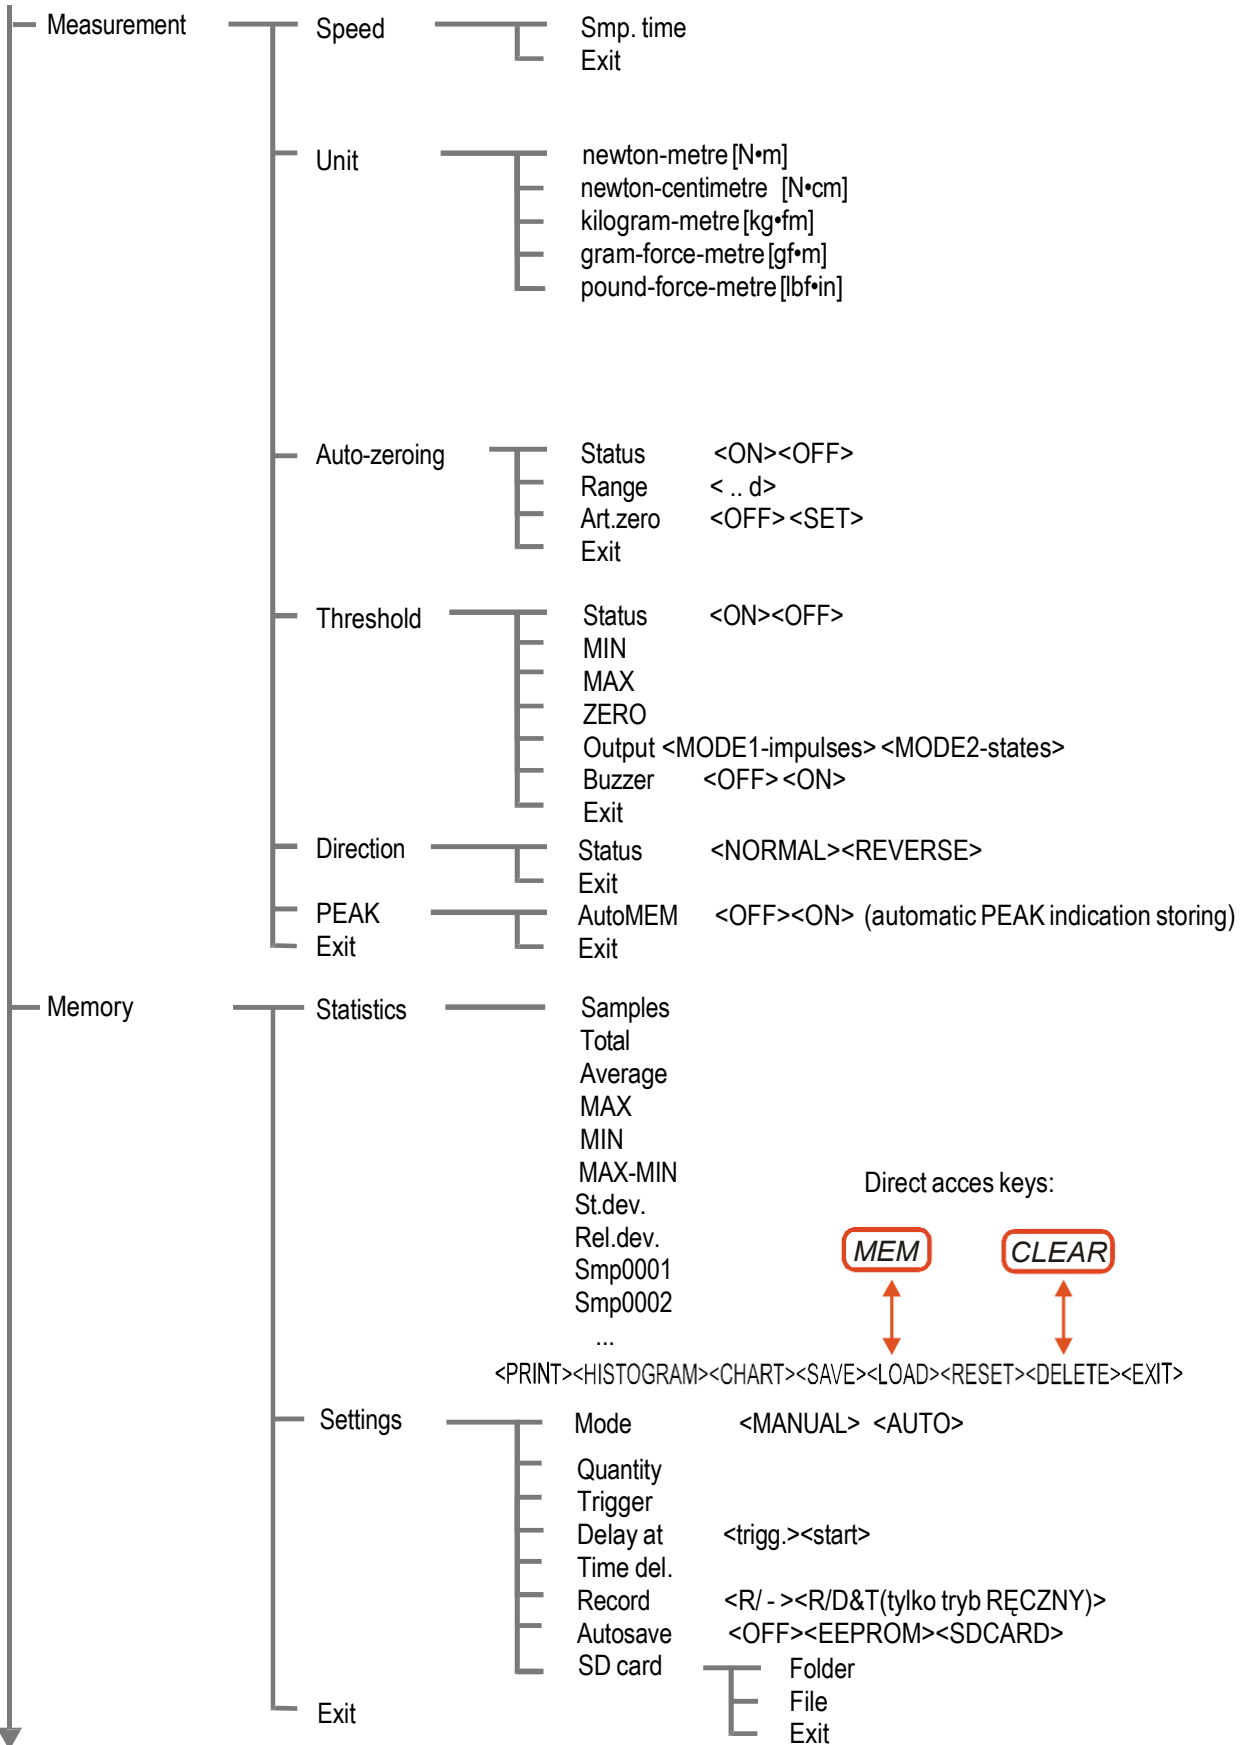 Measurement Speed Smp. time
Exit
Unit newton-metre [N•m]
newton-centimetre [N•cm]
kilogram-metre [kg•fm]
gram-force-metre [gf•m]
pound-force-metre [lbf•in]
Auto-zeroing Status <ON><OFF>
Range < .. d>
Art.zero <OFF> <SET>
Exit
Threshold Status <ON><OFF>
MIN
MAX
ZERO
Output <MODE1-impulses> <MODE2-states>
Buzzer <OFF> <ON>
Exit
Direction Status <NORMAL><REVERSE>
Exit
PEAK AutoMEM <OFF><ON> (automatic PEAK indication storing)
Exit Exit
Memory Statistics Samples
Total
Average
MAX
MIN
MAX-MIN
Direct acces keys:
St.dev.
Rel.dev.
MEM CLEAR
Smp0001
Smp0002
...
<PRINT><HISTOGRAM><CHART><SAVE><LOAD><RESET><DELETE><EXIT>
Settings Mode <MANUAL> <AUTO>
Quantity
Trigger
Delay at <trigg.><start>
Time del.
Record <R/ - ><R/D&T(tylko tryb RĘCZNY)>
Autosave <OFF><EEPROM><SDCARD>
SD card Folder
File
Exit Exit